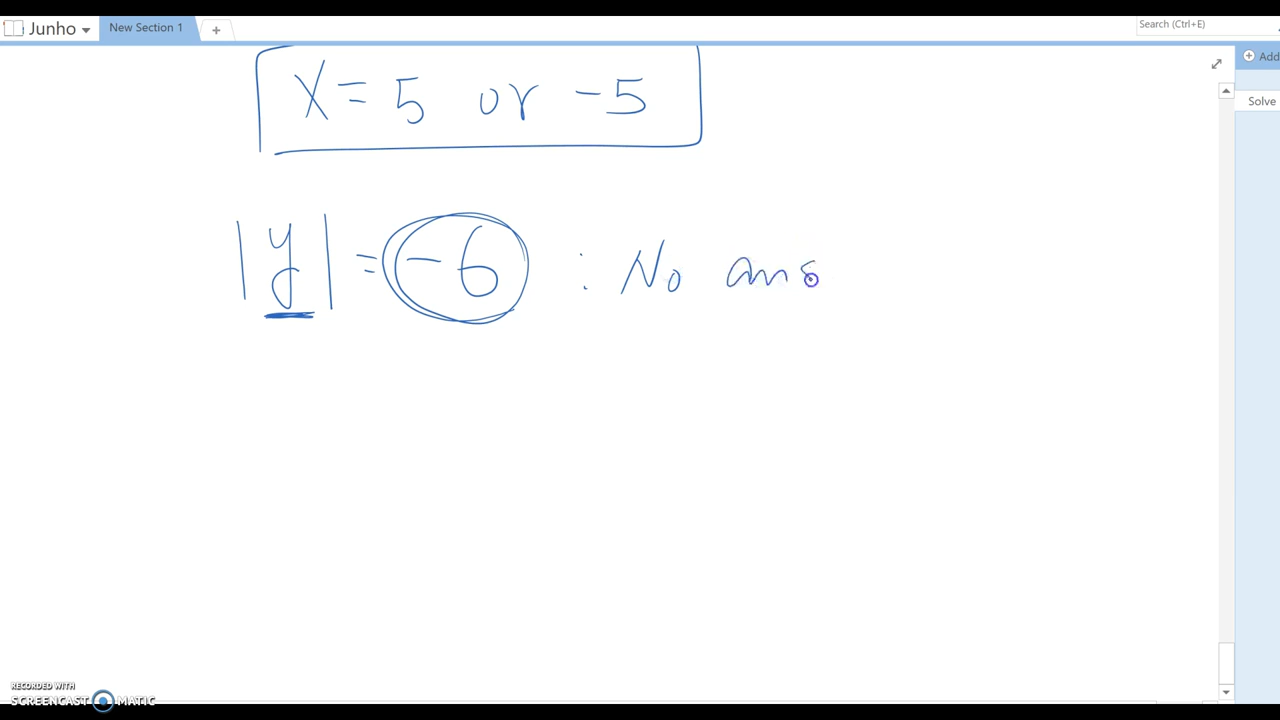 Junho
New Section 1
+
Search (Ctrl+E)
Add
Solve
X = 5 or -5
|y| = -6 : No ans
RECORDED WITH
SCREENCAST MATIC